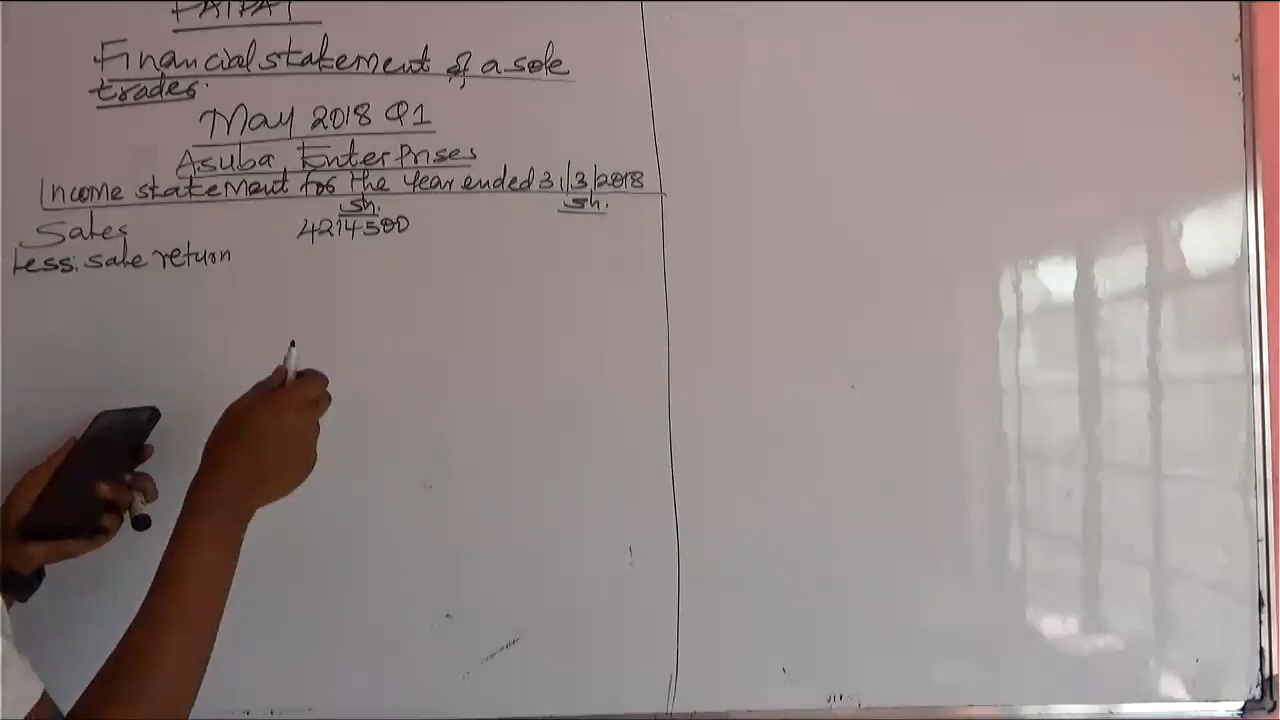 Financial statement of a sole
trader.
May 2018 Q1
Asuba Enterprises
Income statement for the Year ended 31/3/2018
sh. sh.
Sales 4214500
Less: sale return